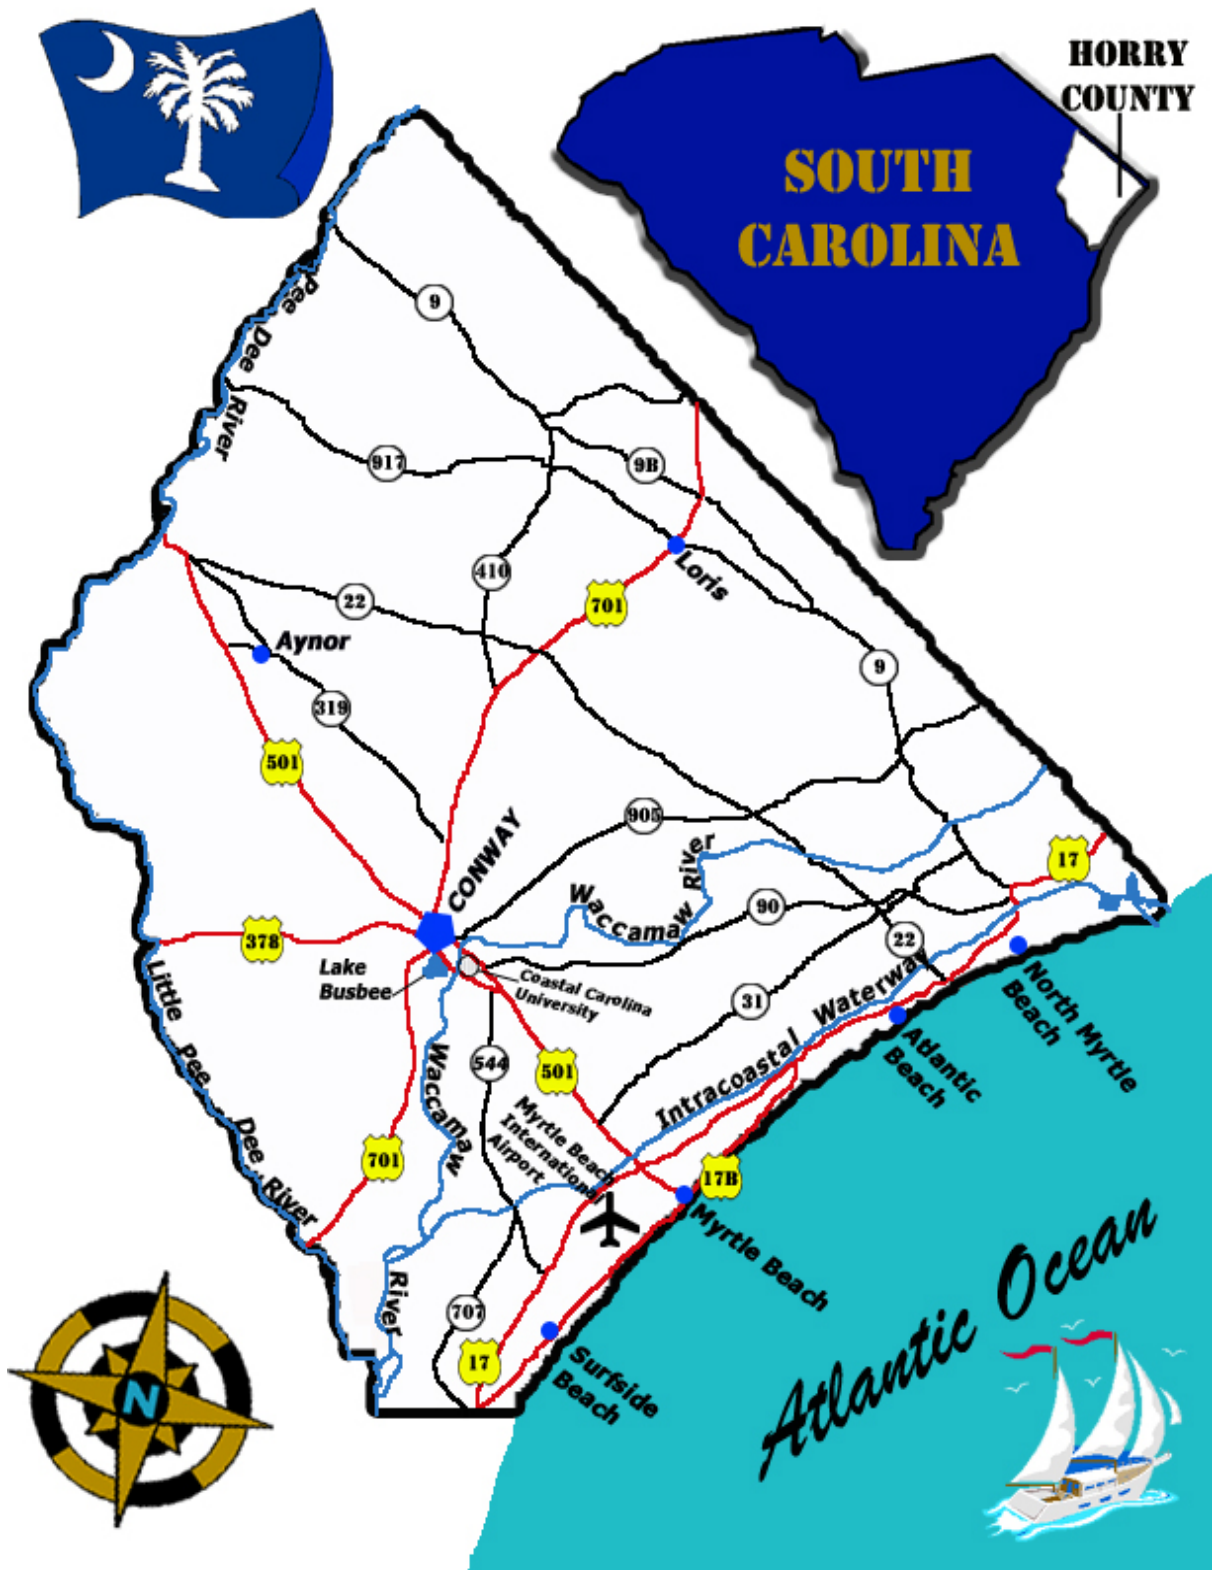 HORRY
COUNTY
SOUTH
CAROLINA
Pee Dee River
9
917
9B
410
Loris
701
22
Aynor
319
9
501
905
CONWAY
Waccamaw River
17
90
378
22
Lake
Busbee
Coastal Carolina
University
31
Little Pee Dee River
Intracoastal Waterway
North Myrtle
Beach
Atlantic
Beach
544
501
Waccamaw River
Myrtle Beach
International
Airport
701
17B
Myrtle Beach
707
17
Surfside
Beach
Atlantic Ocean
N